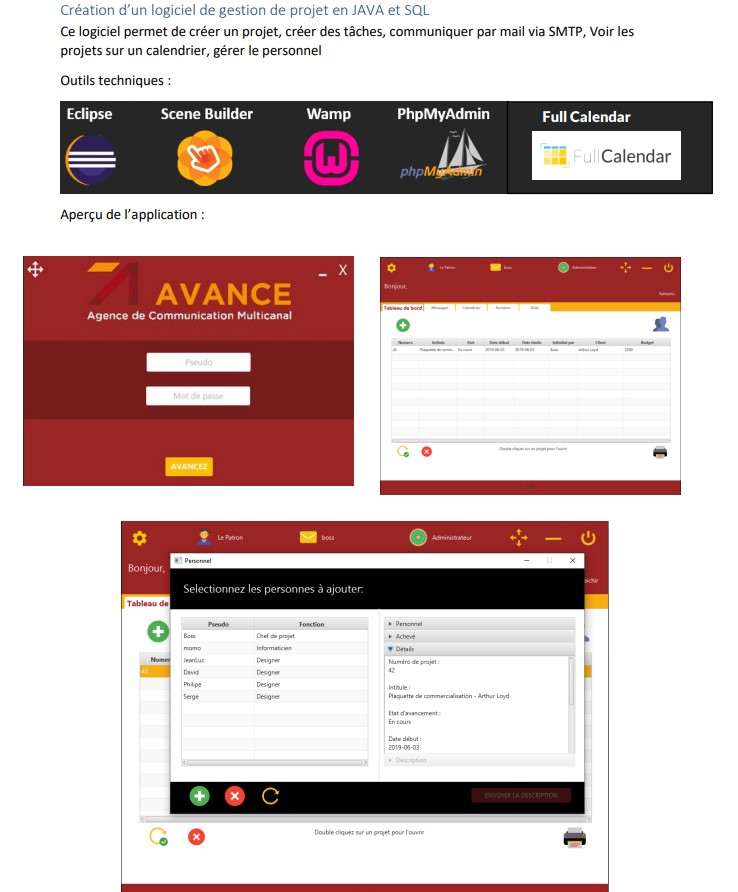 Création d'un logiciel de gestion de projet en JAVA et SQL
Ce logiciel permet de créer un projet, créer des tâches, communiquer par mail via SMTP, Voir les
projets sur un calendrier, gérer le personnel
Outils techniques :
Eclipse Scene Builder Wamp PhpMyAdmin Full Calendar
phpMyAdmin FullCalendar
Aperçu de l'application :
_ X
AVANCE
Agence de Communication Multicanal
Pseudo
Mot de passe
AVANCEZ
Le Patron boss Administrateur
Bonjour,
Tableau de bord Messages Calendrier Archives Aide
Numero Intitule Etat Date début Date limite Initialisé par Client Budget
42 Plaquette de comm... En cours 2019-06-03 Boss Arthur Loyd 2200
Double cliquez sur un projet pour l'ouvrir
Le Patron boss Administrateur
Bonjour,
Personnel
Selectionnez les personnes à ajouter:
Tableau de
Pseudo Fonction
Boss Chef de projet
momo Informaticien
JeanLuc Designer
David Designer
Philipe Designer
Serge Designer
Numer
42
Personnel
Achevé
Détails
Numéro de projet :
42
Intitule :
Plaquette de commercialisation - Arthur Loyd
Etat d'avancement :
En cours
Date début :
2019-06-03
Description
ENVOYER LA DESCRIPTION
Double cliquez sur un projet pour l'ouvrir